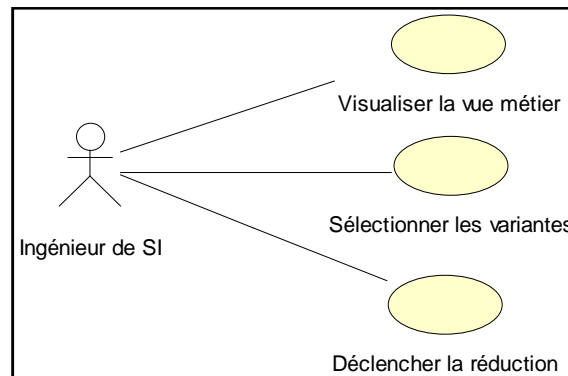 Visualiser la vue métier
Sélectionner les variantes
Ingénieur de SI
Déclencher la réduction